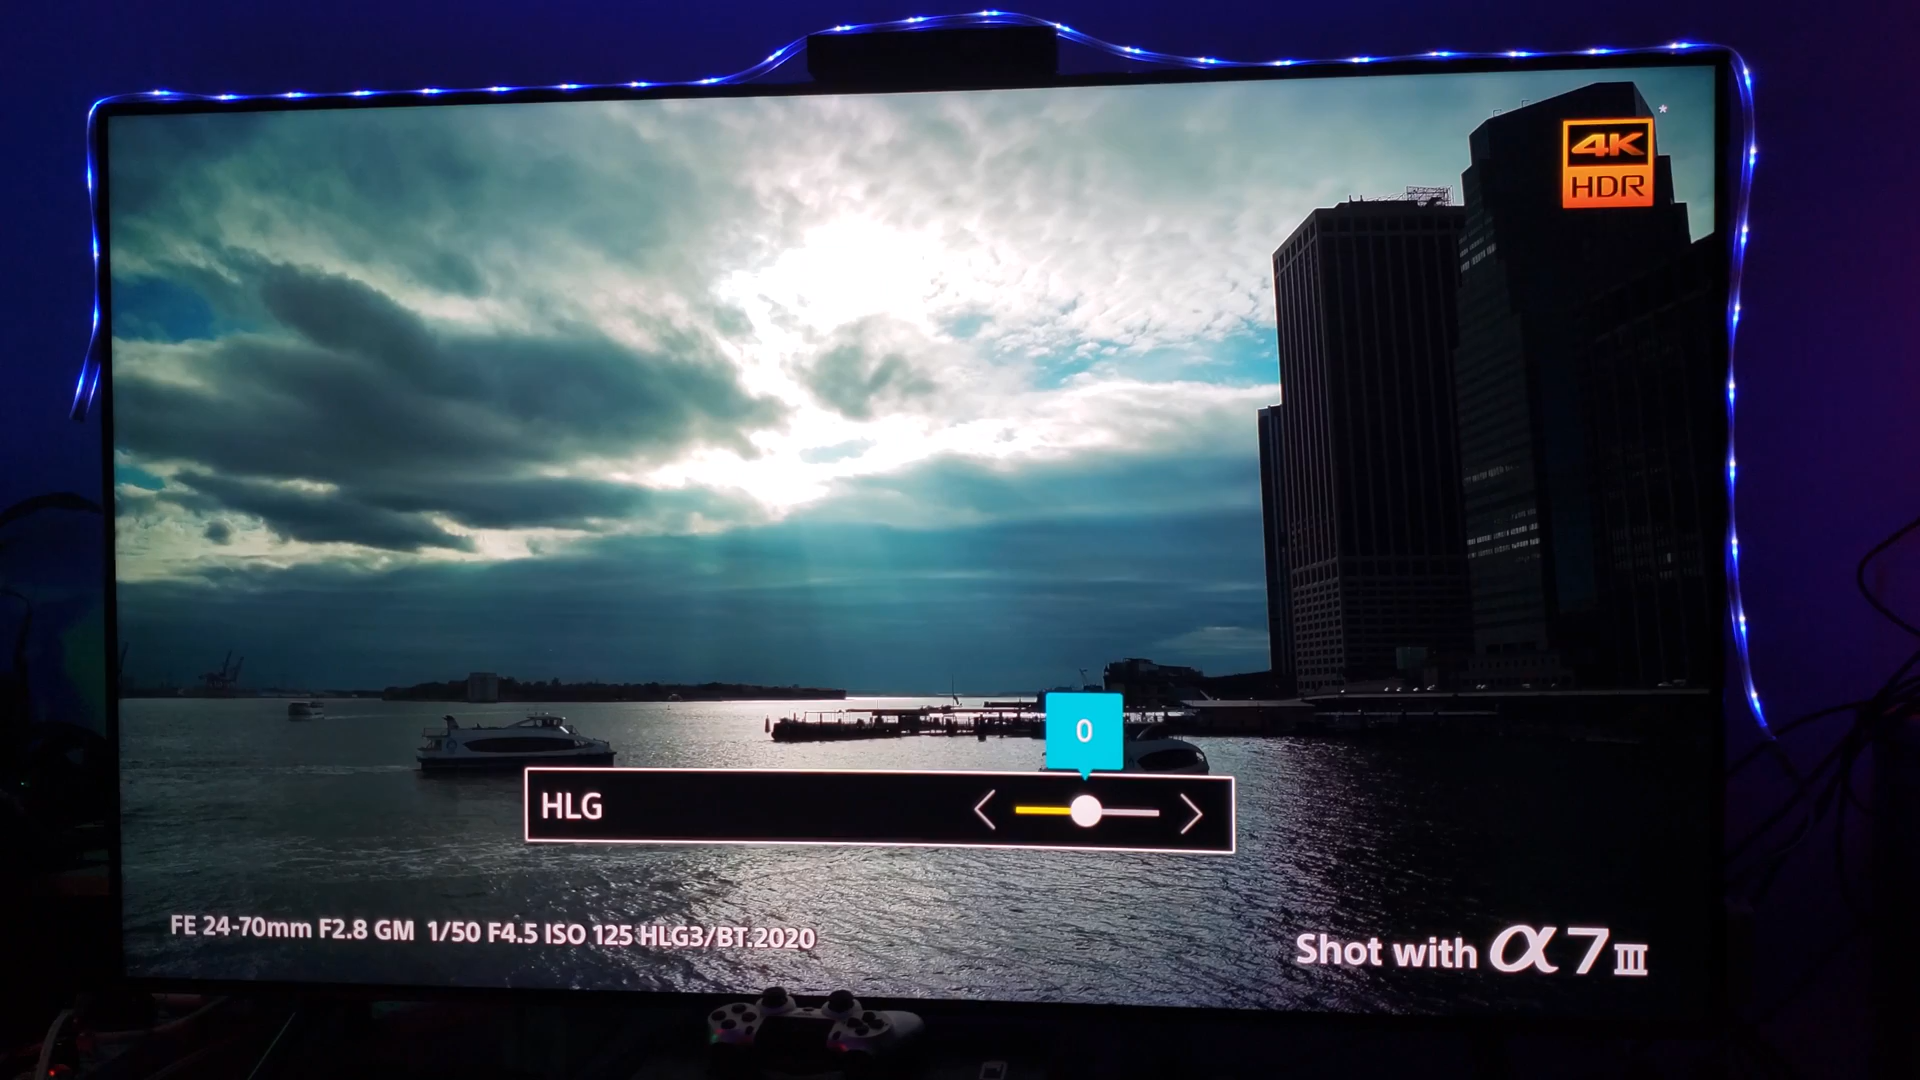 *
4K
HDR
0
HLG
FE 24-70mm F2.8 GM 1/50 F4.5 ISO 125 HLG3/BT.2020
Shot with α7III